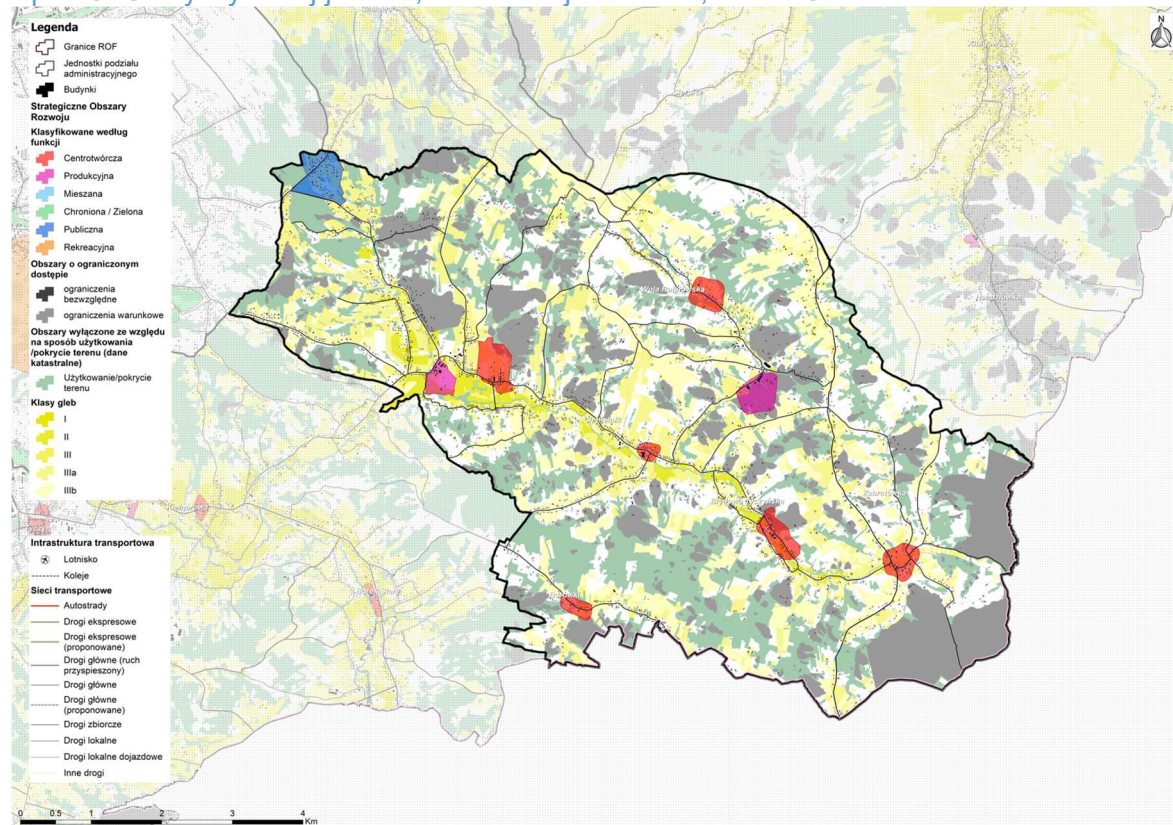 Legenda
Granice ROF
Jednostki podziału
administracyjnego
Budynki
Strategiczne Obszary
Rozwoju
Klasyfikowane według
funkcji
Centrotwórcza
Produkcyjna
Mieszana
Chroniona / Zielona
Publiczna
Rekreacyjna
Obszary o ograniczonym
dostępie
ograniczenia
bezwzględne
ograniczenia warunkowe
Obszary wyłączone ze względu
na sposób użytkowania
/pokrycie terenu (dane
katastralne)
Użytkowanie/pokrycie
terenu
Klasy gleb
I
II
III
IIIa
IIIb
Intrastruktura transportowa
Lotnisko
Koleje
Sieci transportowe
Autostrady
Drogi ekspresowe
Drogi ekspresowe
(proponowane)
Drogi główne (ruch
przyspieszony)
Drogi główne
Drogi główne
(proponowane)
Drogi zbiorcze
Drogi lokalne
Drogi lokalne dojazdowe
Inne drogi
0 0.5 1 2 3 4
Km
N
Zabratówka